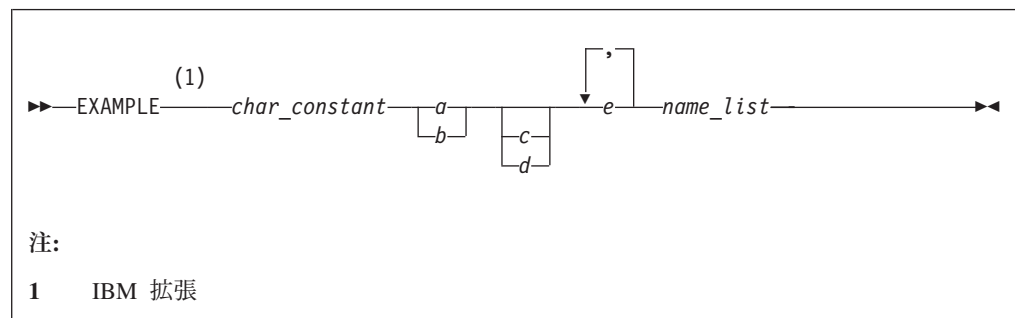 ,
(1)
EXAMPLE char_constant a e name_list
b c
d
注:
1 IBM 拡張